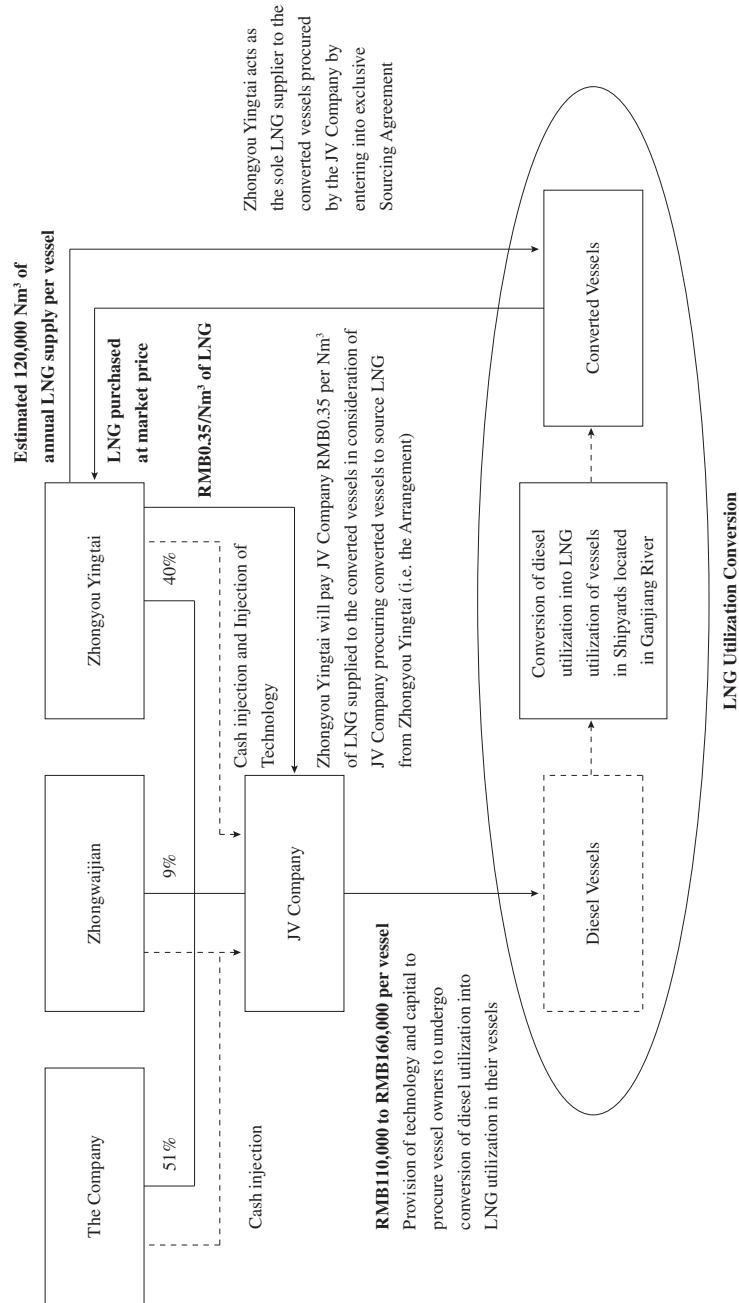 The Company
Zhongwaijian
Zhongyou Yingtai
Estimated 120,000 Nm³ of
annual LNG supply per vessel
51%
9%
40%
LNG purchased
at market price
RMB0.35/Nm³ of LNG
Cash injection
Cash injection and Injection of
Technology
Zhongyou Yingtai acts as
the sole LNG supplier to the
converted vessels procured
by the JV Company by
entering into exclusive
Sourcing Agreement
JV Company
Zhongyou Yingtai will pay JV Company RMB0.35 per Nm³
of LNG supplied to the converted vessels in consideration of
JV Company procuring converted vessels to source LNG
from Zhongyou Yingtai (i.e. the Arrangement)
RMB110,000 to RMB160,000 per vessel
Provision of technology and capital to
procure vessel owners to undergo
conversion of diesel utilization into
LNG utilization in their vessels
Diesel Vessels
Conversion of diesel
utilization into LNG
utilization of vessels
in Shipyards located
in Ganjiang River
Converted Vessels
LNG Utilization Conversion